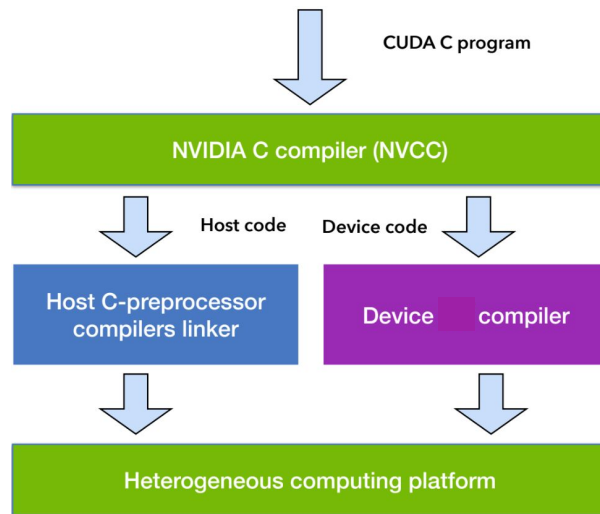 CUDA C program
NVIDIA C compiler (NVCC)
Host code
Device code
Host C-preprocessor
compilers linker
Device compiler
Heterogeneous computing platform